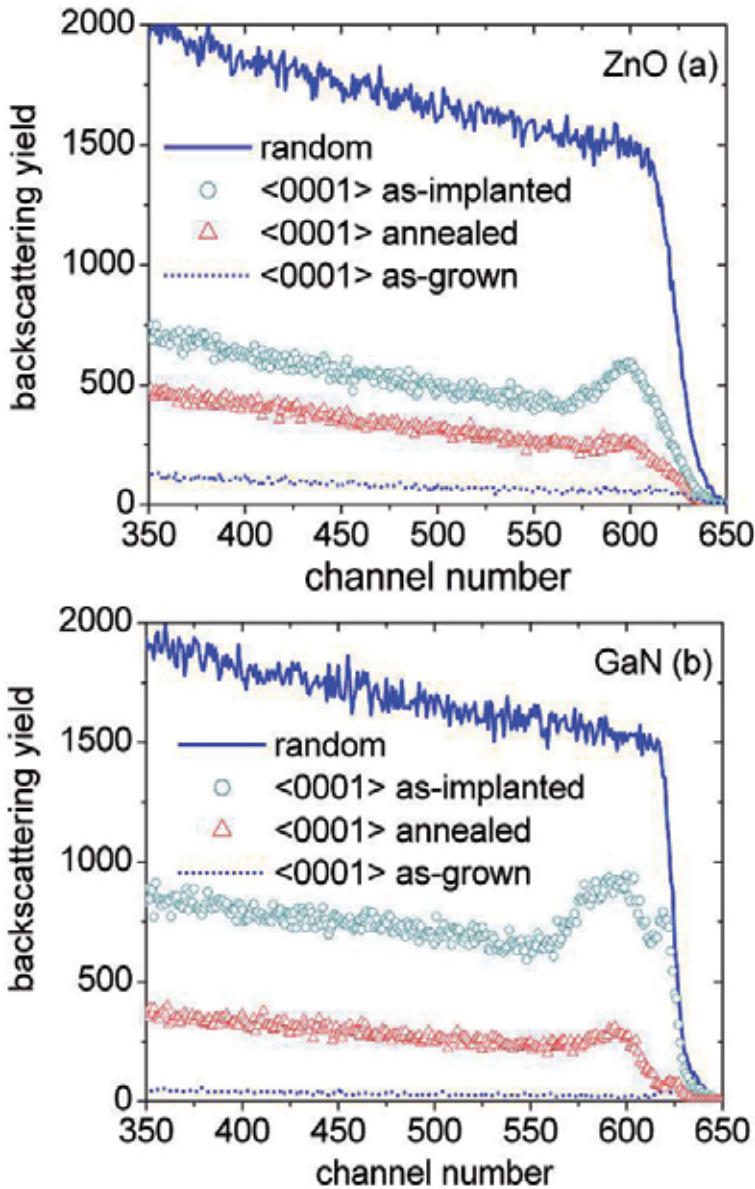 2000
ZnO (a)
1500
random
<0001> as-implanted
<0001> annealed
<0001> as-grown
1000
500
0
backscattering yield
350 400 450 500 550 600 650
channel number
2000
GaN (b)
1500
random
<0001> as-implanted
<0001> annealed
<0001> as-grown
1000
500
0
backscattering yield
350 400 450 500 550 600 650
channel number